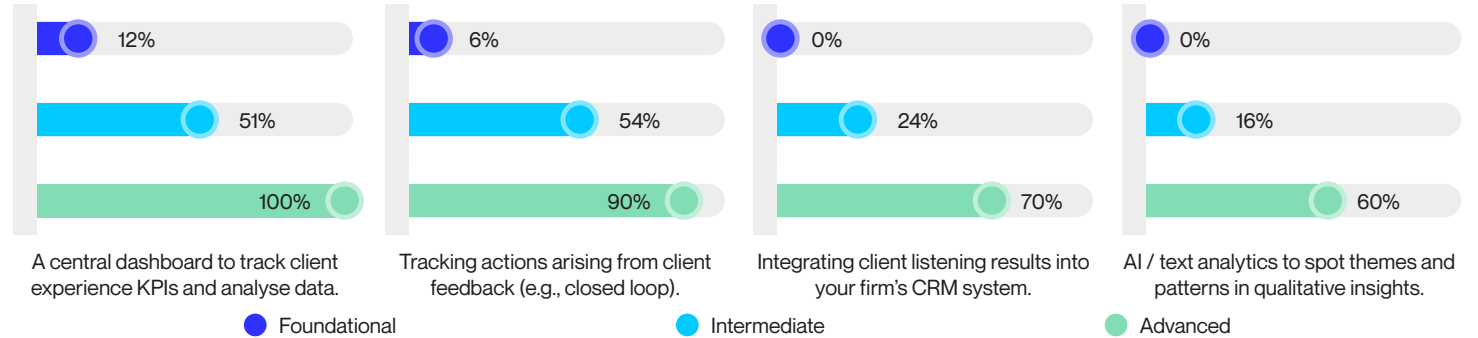 12%
6%
0%
0%
51%
54%
24%
16%
100%
90%
70%
60%
A central dashboard to track client
experience KPIs and analyse data.
Tracking actions arising from client
feedback (e.g., closed loop).
Integrating client listening results into
your firm's CRM system.
AI / text analytics to spot themes and
patterns in qualitative insights.
Foundational
Intermediate
Advanced